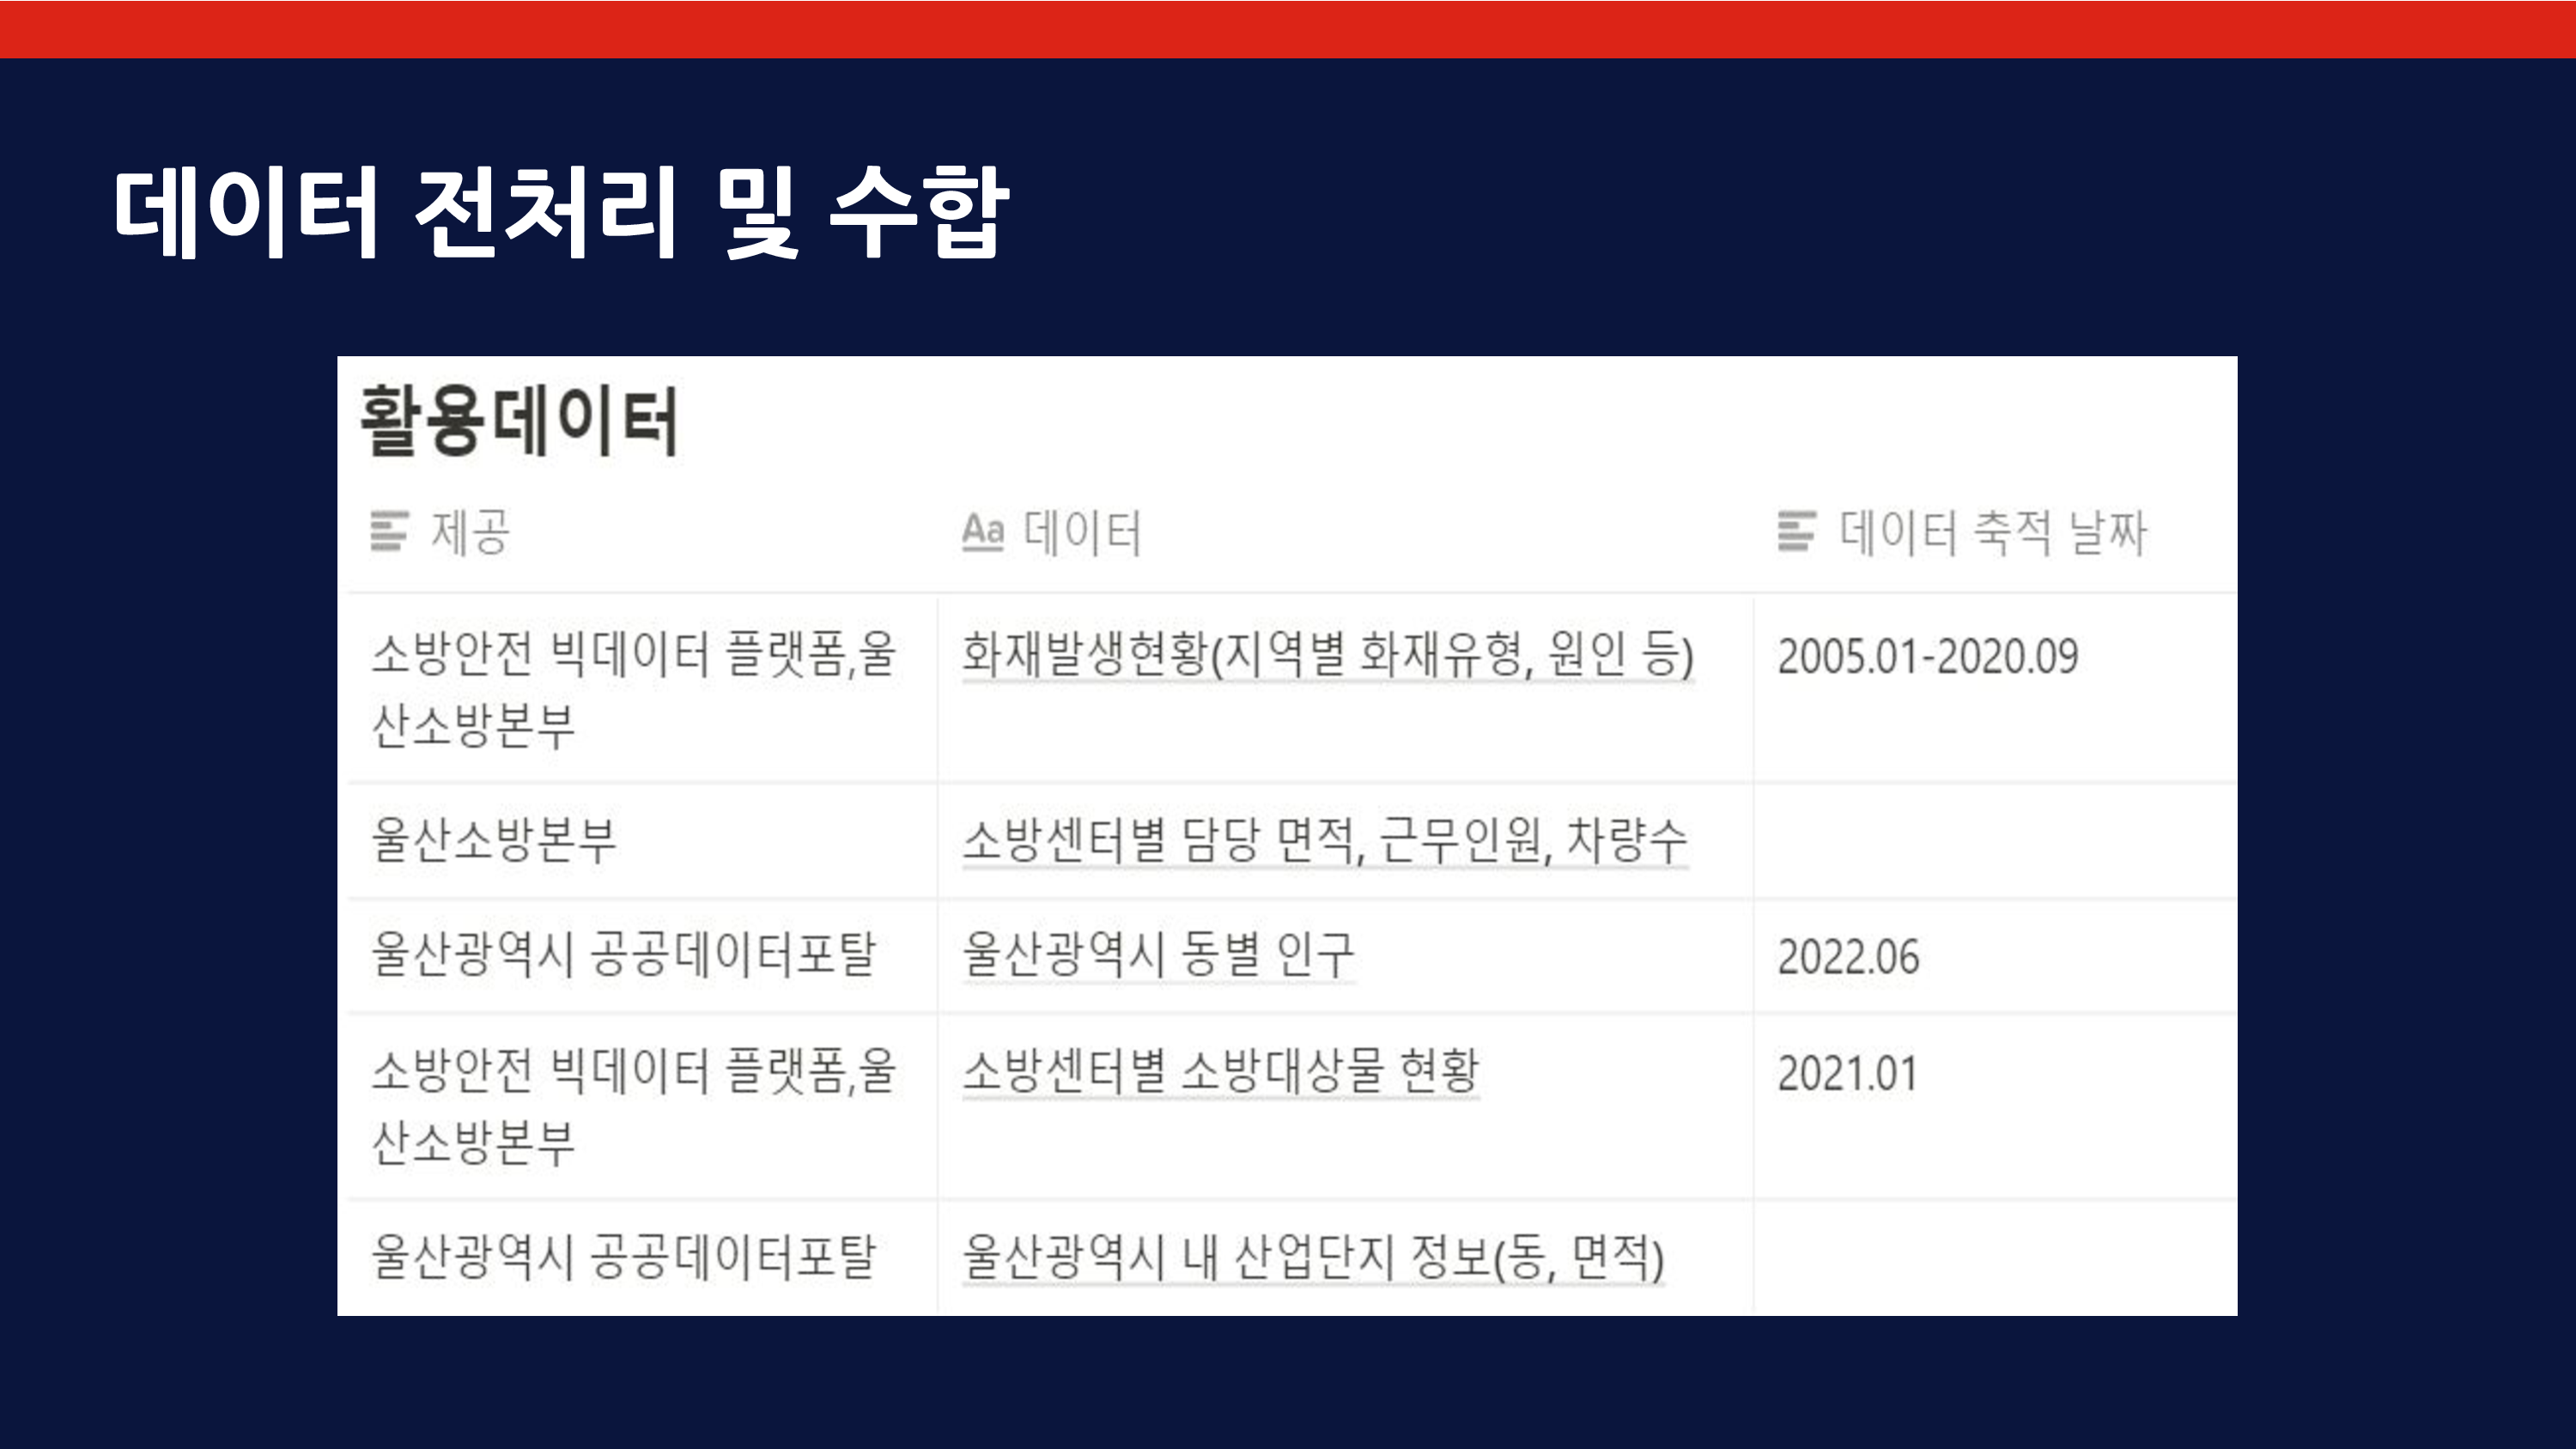 데이터 전처리 및 수합
활용데이터
제공 Aa 데이터 데이터 축적 날짜
소방안전 빅데이터 플랫폼,울 화재발생현황(지역별 화재유형, 원인 등) 2005.01-2020.09
산소방본부
울산소방본부 소방센터별 담당 면적, 근무인원, 차량수
울산광역시 공공데이터포탈 울산광역시 동별 인구 2022.06
소방안전 빅데이터 플랫폼,울 소방센터별 소방대상물 현황 2021.01
산소방본부
울산광역시 공공데이터포탈 울산광역시 내 산업단지 정보(동, 면적)